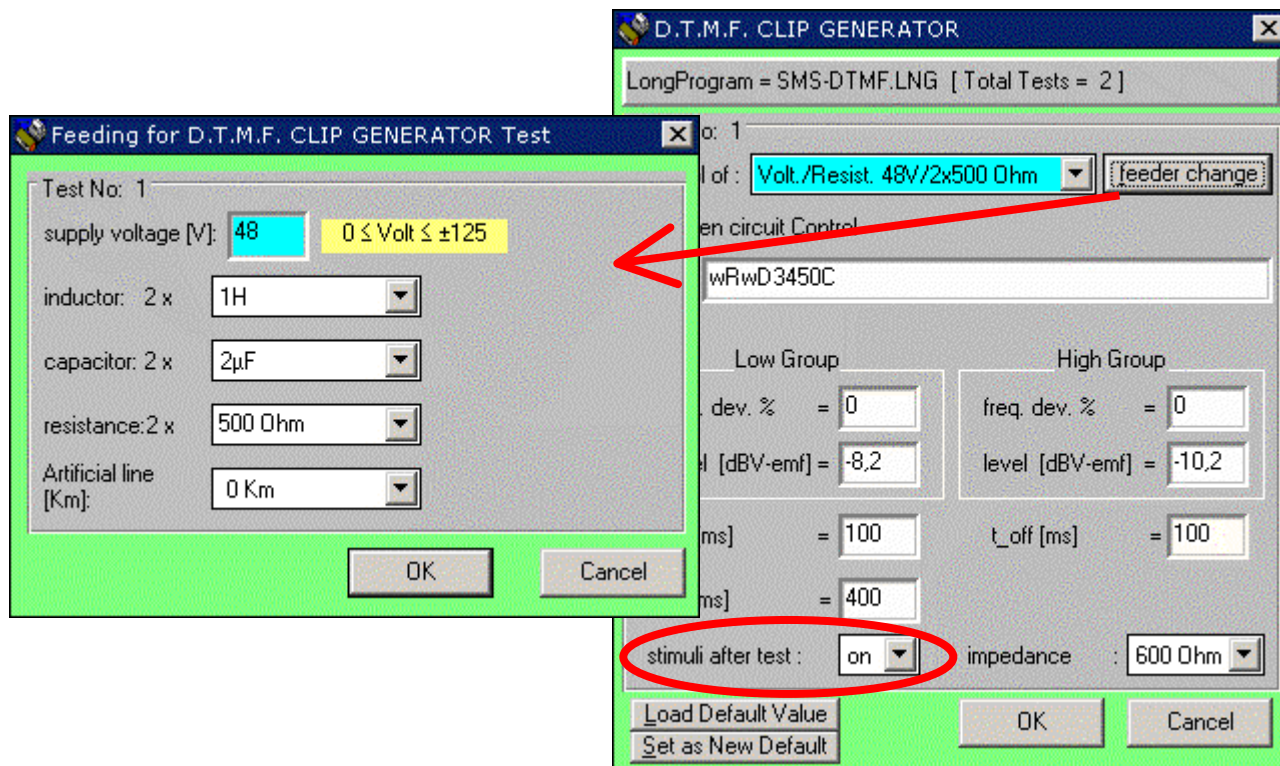 Feeding for D.T.M.F. CLIP GENERATOR Test
Test No: 1
supply voltage [V]: 48 0 ≤ Volt ≤ ±125
inductor: 2 x 1H
capacitor: 2 x 2µF
resistance:2 x 500 Ohm
Artificial line
[Km]: 0 Km
OK Cancel
D.T.M.F. CLIP GENERATOR
LongProgram = SMS-DTMF.LNG [ Total Tests = 2 ]
o: 1
l of : Volt./Resist. 48V/2x500 Ohm feeder change
en circuit Control
wRwD3450C
Low Group High Group
. dev. % = 0 freq. dev. % = 0
el [dBV-emf] = -8,2 level [dBV-emf] = -10,2
ms] = 100 t_off [ms] = 100
ms] = 400
stimuli after test : on impedance : 600 Ohm
Load Default Value OK Cancel
Set as New Default